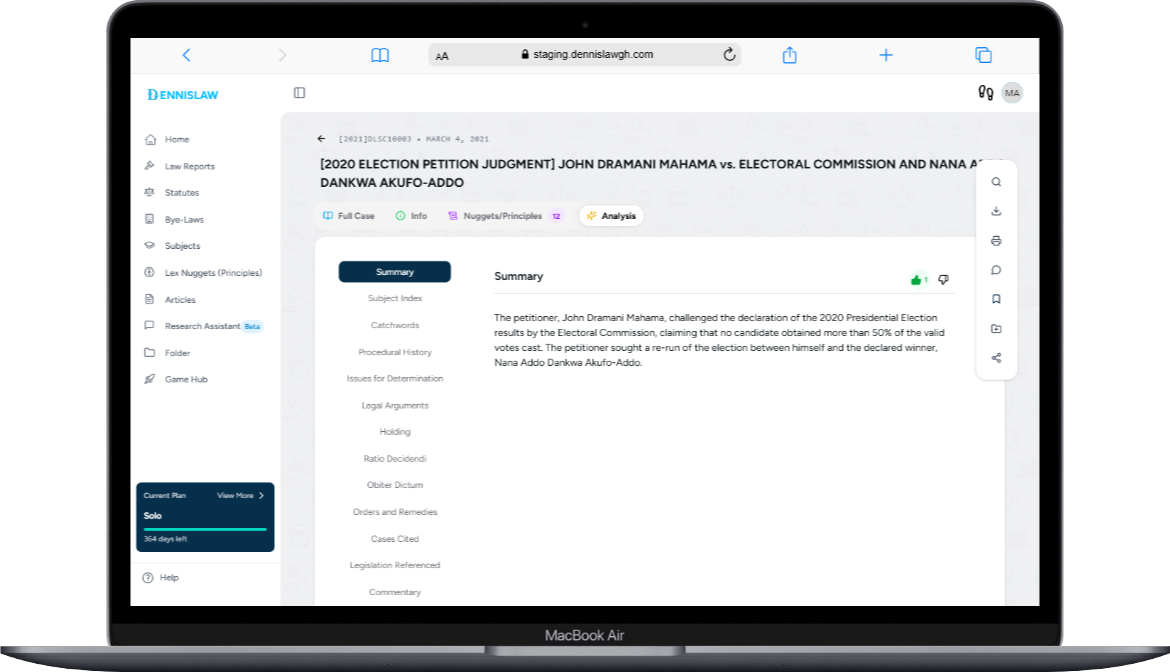 AA
staging.dennislawgh.com
DENNISLAW
MA
Home
Law Reports
Statutes
Bye-Laws
Subjects
Lex Nuggets (Principles)
Articles
Research Assistant Beta
Folder
Game Hub
Current Plan View More
Solo
364 days left
Help
[2021]DLSC10003 • MARCH 4, 2021
[2020 ELECTION PETITION JUDGMENT] JOHN DRAMANI MAHAMA vs. ELECTORAL COMMISSION AND NANA
DANKWA AKUFO-ADDO
Full Case Info Nuggets/Principles 12 Analysis
Summary
Subject Index
Catchwords
Procedural History
Issues for Determination
Legal Arguments
Holding
Ratio Decidendi
Obiter Dictum
Orders and Remedies
Cases Cited
Legislation Referenced
Commentary
Summary
1
The petitioner, John Dramani Mahama, challenged the declaration of the 2020 Presidential Election
results by the Electoral Commission, claiming that no candidate obtained more than 50% of the valid
votes cast. The petitioner sought a re-run of the election between himself and the declared winner,
Nana Addo Dankwa Akufo-Addo.
MacBook Air